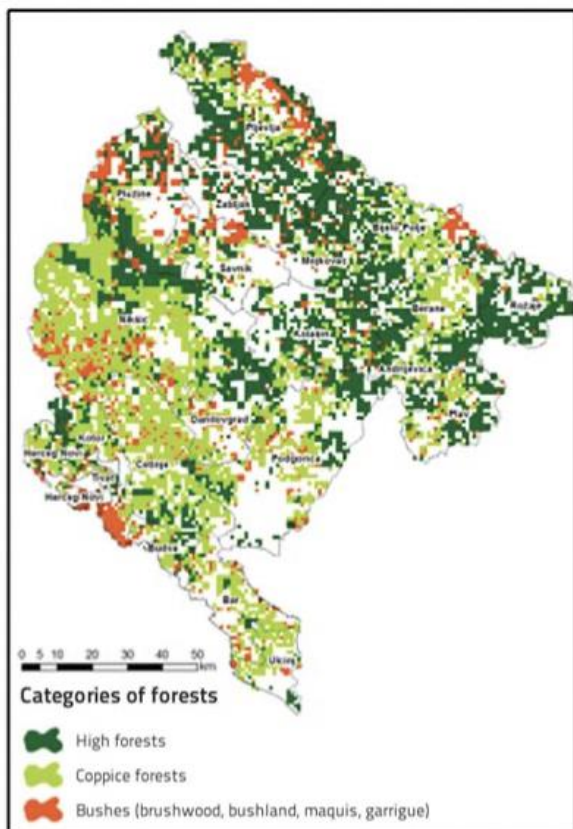 Pljevlja
Plužine
Žabljak
Bijelo Polje
Šavnik
Mojkovac
Rožaje
Berane
Nikšić
Kolašin
Andrijevica
Plav
Danilovgrad
Kotor
Herceg Novi
Cetinje
Podgorica
Tivat
Herceg Novi
Budva
Bar
Ulcinj
0 5 10 20 30 40 50
km
Categories of forests
High forests
Coppice forests
Bushes (brushwood, bushland, maquis, garrigue)